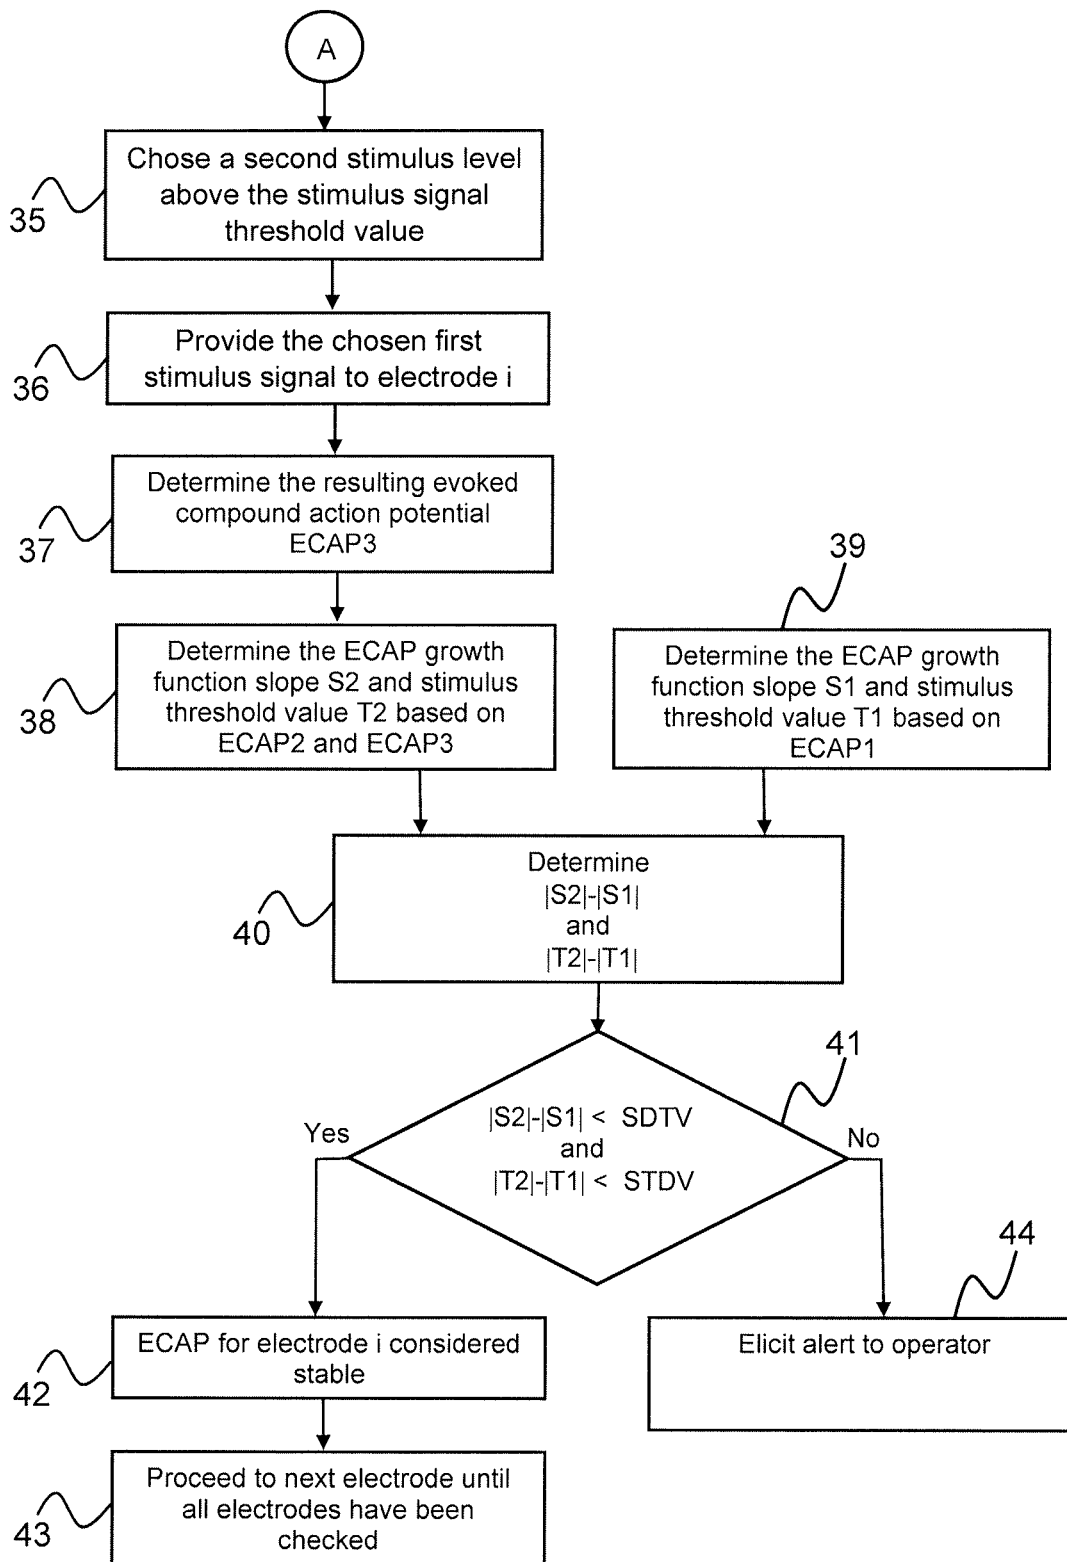 A
Chose a second stimulus level
above the stimulus signal
threshold value
35
Provide the chosen first
stimulus signal to electrode i
36
Determine the resulting evoked
compound action potential
ECAP3
37
39
Determine the ECAP growth
function slope S2 and stimulus
threshold value T2 based on
ECAP2 and ECAP3
38
Determine the ECAP growth
function slope S1 and stimulus
threshold value T1 based on
ECAP1
Determine
|S2|-|S1|
and
|T2|-|T1|
40
41
|S2|-|S1| < SDTV
and
|T2|-|T1| < STDV
Yes
No
44
ECAP for electrode i considered
stable
42
Elicit alert to operator
Proceed to next electrode until
all electrodes have been
checked
43